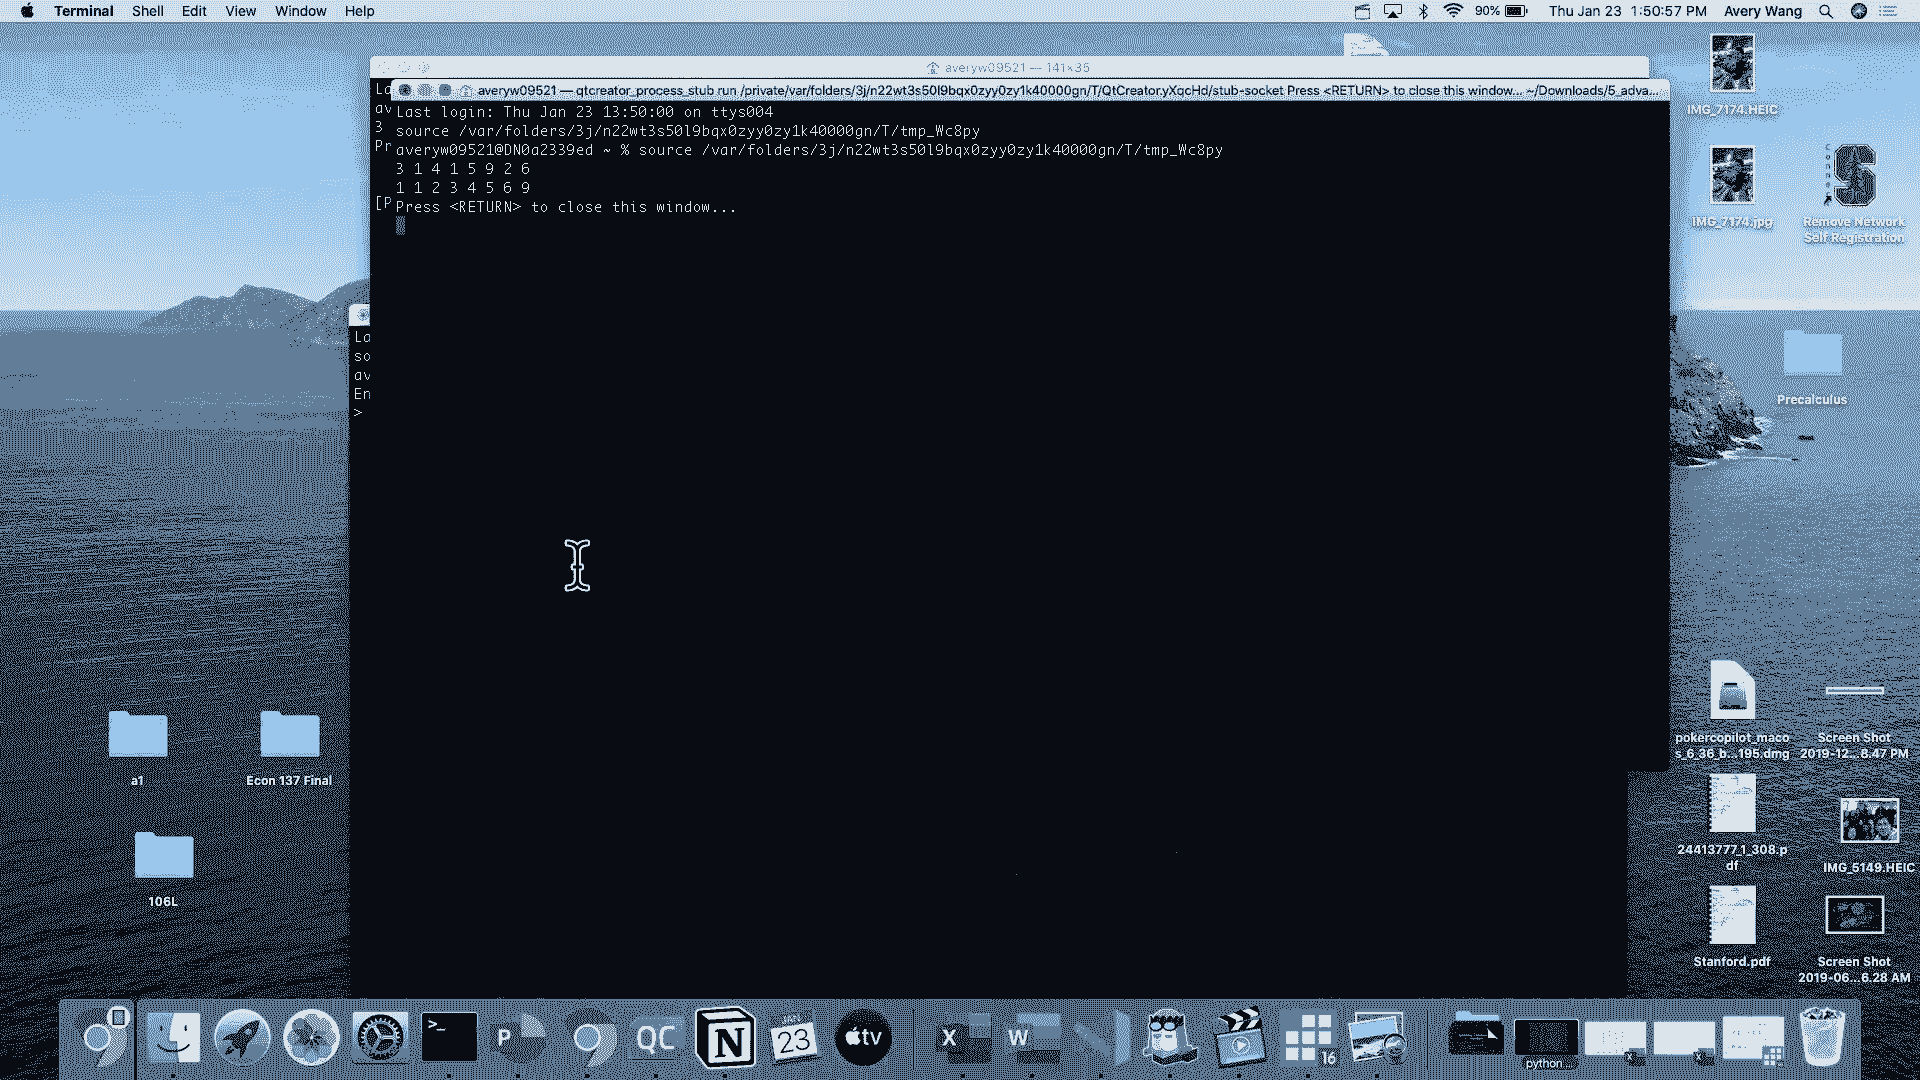 Terminal Shell Edit View Window Help
90% Thu Jan 23 1:50:57 PM Avery Wang
averyw09521 — 141×35
averyw09521 — qtcreator_process_stub run /private/var/folders/3j/n22wt3s50l9bqx0zyy0zy1k40000gn/T/QtCreator.yXqcHd/stub-socket Press <RETURN> to close this window... ~/Downloads/5_adva...
La
av
3
Pr
[P
Last login: Thu Jan 23 13:50:00 on ttys004
source /var/folders/3j/n22wt3s50l9bqx0zyy0zy1k40000gn/T/tmp_Wc8py
averyw09521@DN0a2339ed ~ % source /var/folders/3j/n22wt3s50l9bqx0zyy0zy1k40000gn/T/tmp_Wc8py
3 1 4 1 5 9 2 6
1 1 2 3 4 5 6 9
Press <RETURN> to close this window...
La
so
av
En
>
IMG_7174.HEIC
IMG_7174.jpg
Connect
S
Remove Network
Self Registration
Precalculus
a1
Econ 137 Final
106L
pokercopilot_maco
s_6_36_b...195.dmg
Screen Shot
2019-12...8.47 PM
24413777_1_308.p
df
IMG_5149.HEIC
Stanford.pdf
Screen Shot
2019-06...6.28 AM
>_
P
QC
N
JAN
23
tv
X
W
16
python...